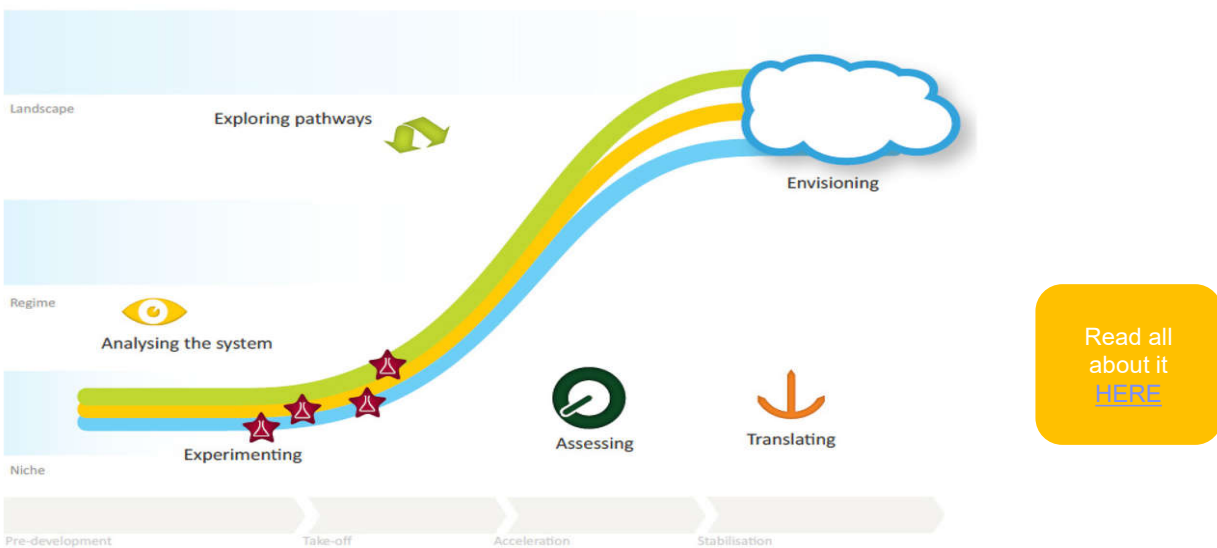 Landscape
Exploring pathways
Envisioning
Regime
Analysing the system
Read all
about it
HERE
Experimenting
Assessing
Translating
Niche
Pre-development
Take-off
Acceleration
Stabilisation